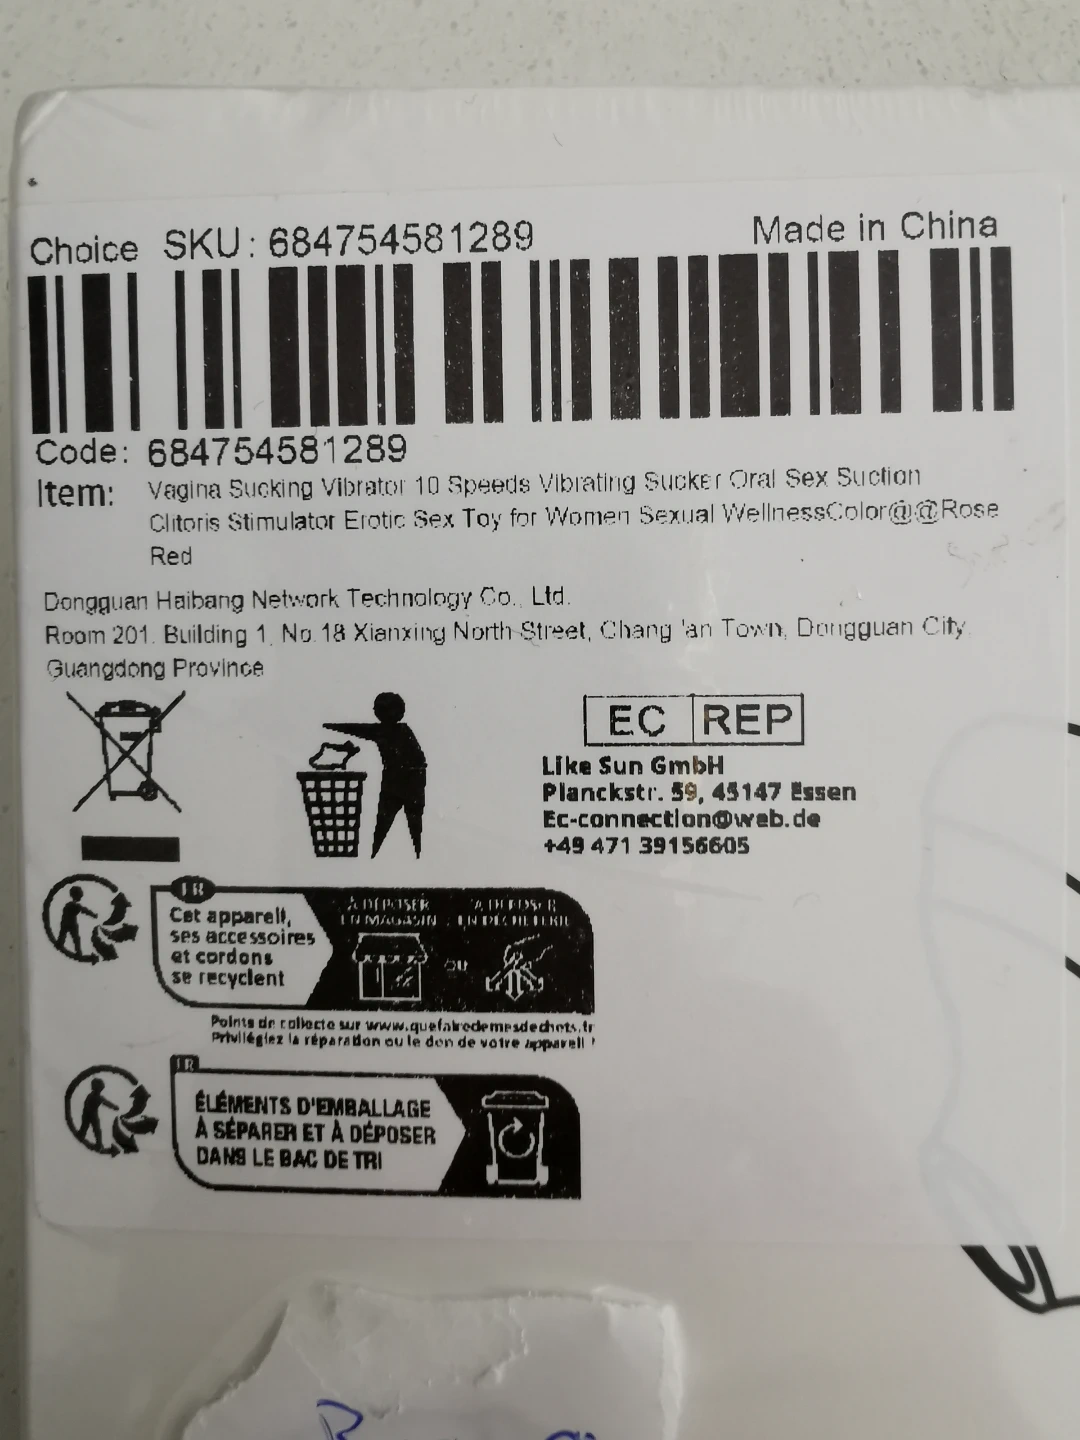 Choice SKU: 684754581289
Made in China
Code: 684754581289
Item: Vagina Sucking Vibrator 10 Speeds Vibrating Sucker Oral Sex Suction
Clitoris Stimulator Erotic Sex Toy for Women Sexual WellnessColor@@Rose
Red
Dongguan Haibang Network Technology Co., Ltd.
Room 201. Building 1, No.18 Xianxing North Street, Chang 'an Town, Dongguan City,
Guangdong Province
EC REP
Like Sun GmbH
Planckstr. 59, 45147 Essen
Ec-connection@web.de
+49 471 39156605
FR
Cet appareil,
ses accessoires
et cordons
se recyclent
À DÉPOSER
EN MAGASIN
OU
À DÉPOSER
EN DÉCHÈTERIE
Points de collecte sur www.quefairedemesdechets.fr
Privilégiez la réparation ou le don de votre appareil !
FR
ÉLÉMENTS D'EMBALLAGE
À SÉPARER ET À DÉPOSER
DANS LE BAC DE TRI